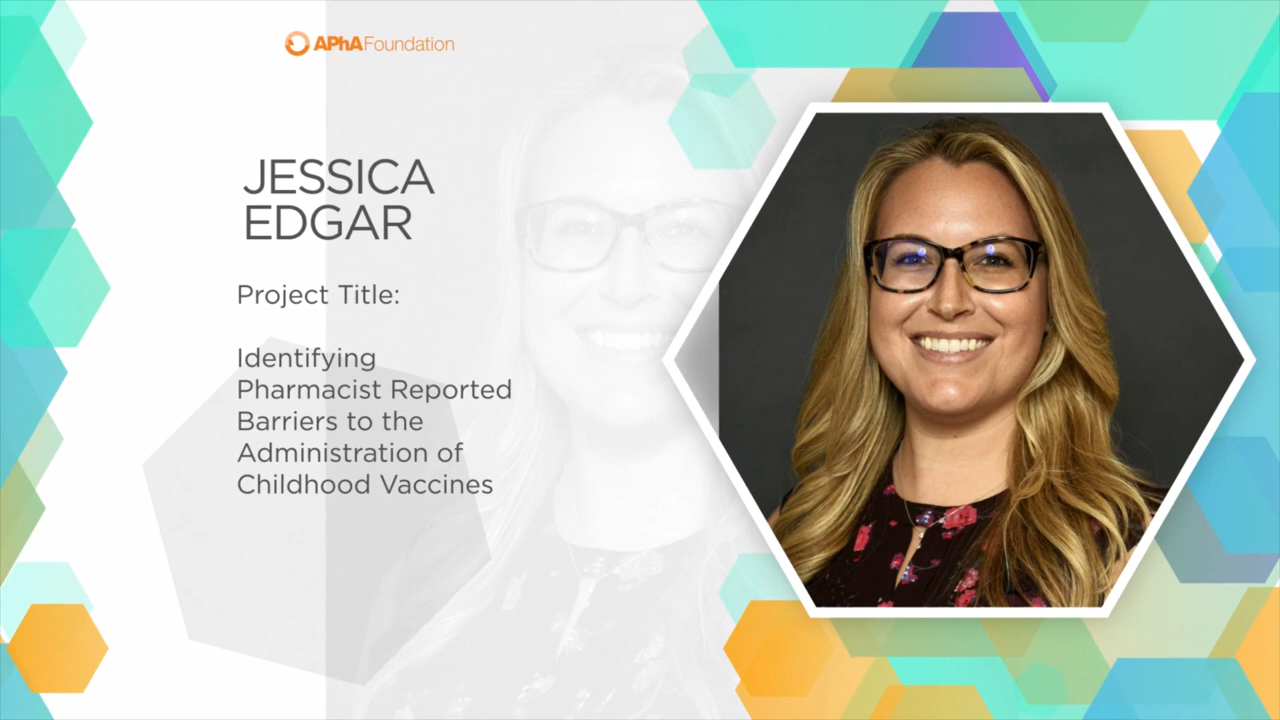 APhA Foundation
JESSICA
EDGAR
Project Title:
Identifying
Pharmacist Reported
Barriers to the
Administration of
Childhood Vaccines